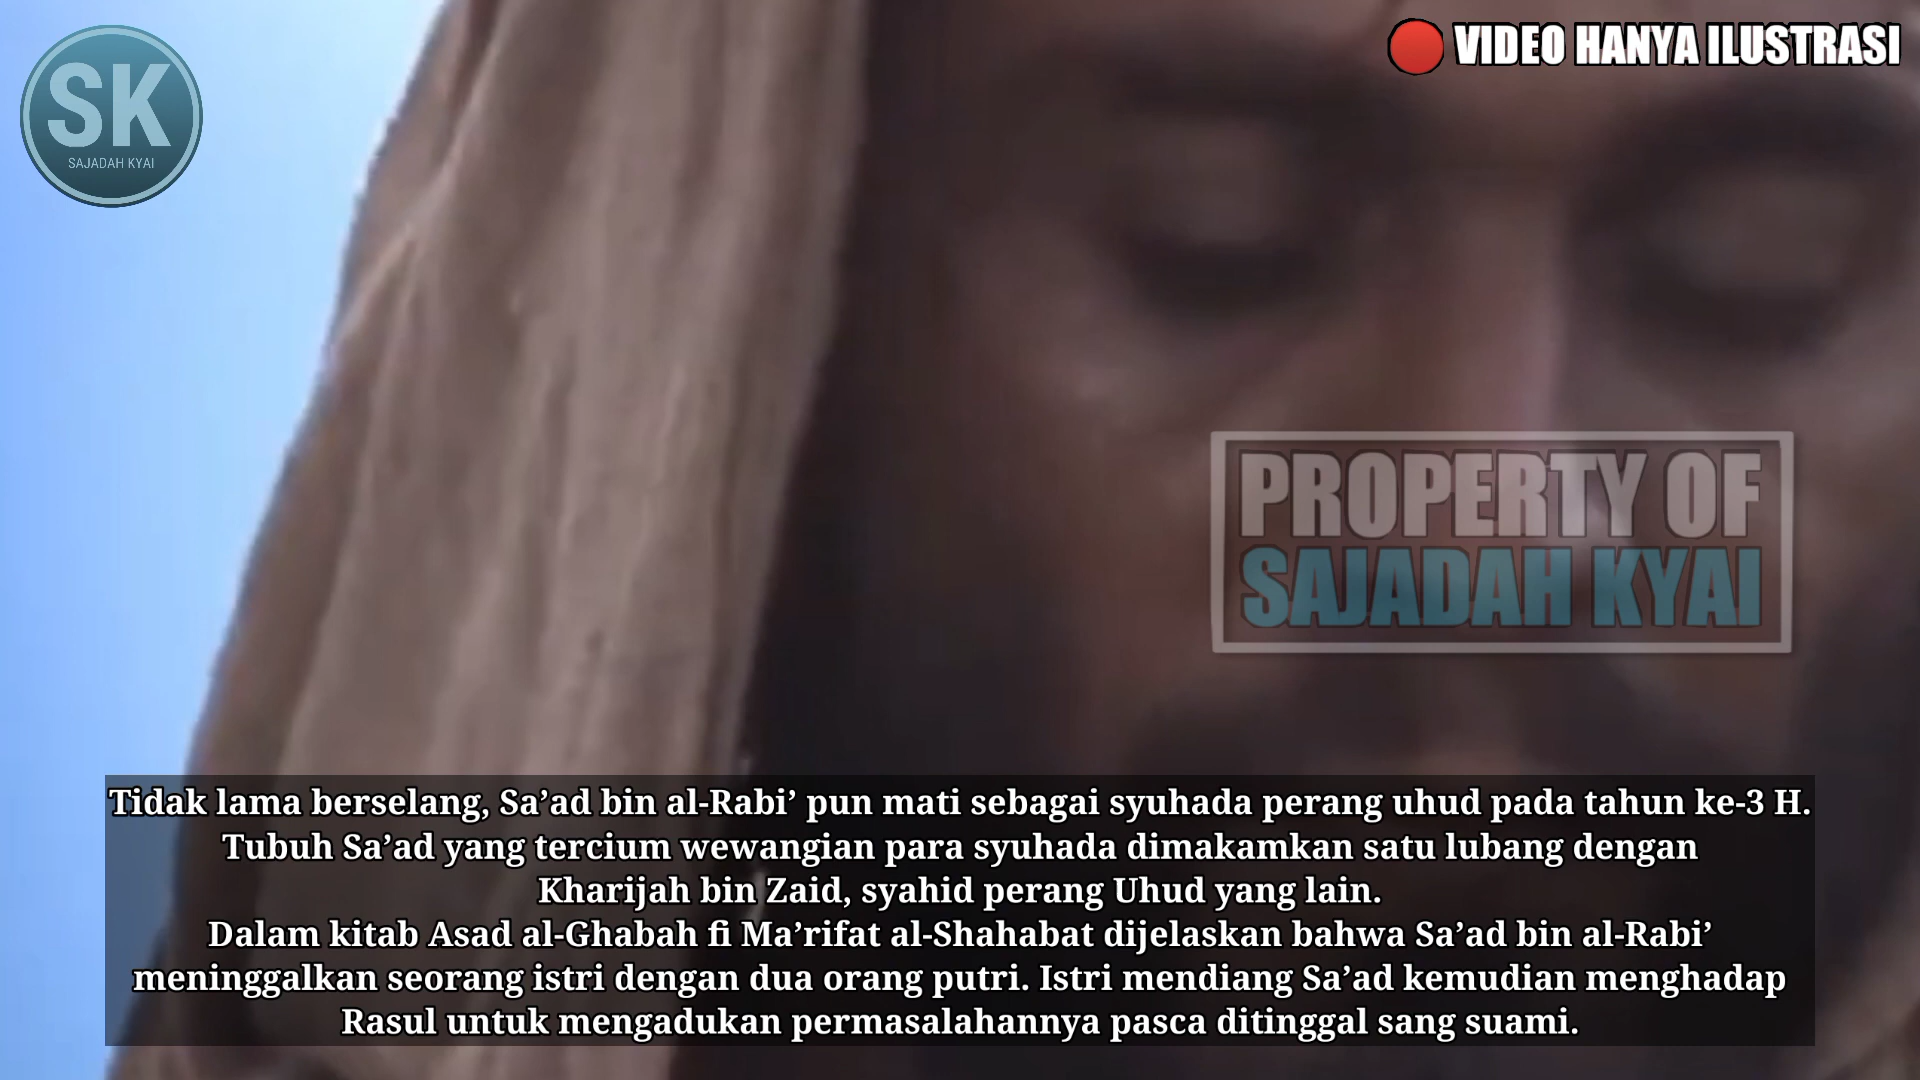 SK
SAJADAH KYAI
VIDEO HANYA ILUSTRASI
PROPERTY OF
SAJADAH KYAI
Tidak lama berselang, Sa’ad bin al-Rabi’ pun mati sebagai syuhada perang uhud pada tahun ke-3 H.
Tubuh Sa’ad yang tercium wewangian para syuhada dimakamkan satu lubang dengan
Kharijah bin Zaid, syahid perang Uhud yang lain.
Dalam kitab Asad al-Ghabah fi Ma’rifat al-Shahabat dijelaskan bahwa Sa’ad bin al-Rabi’
meninggalkan seorang istri dengan dua orang putri. Istri mendiang Sa’ad kemudian menghadap
Rasul untuk mengadukan permasalahannya pasca ditinggal sang suami.